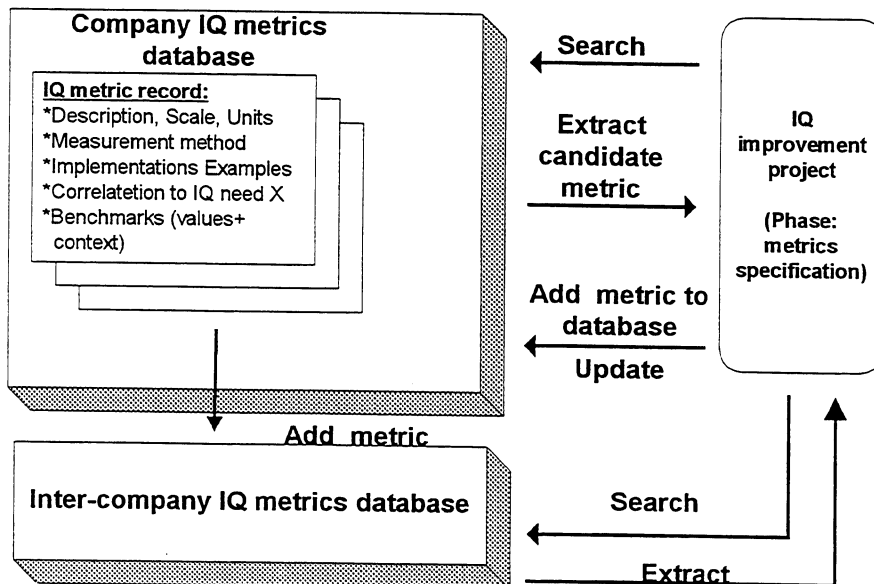 Company IQ metrics
database
IQ metric record:
*Description, Scale, Units
*Measurement method
*Implementations Examples
*Correlatetion to IQ need X
*Benchmarks (values+
context)
Search
Extract
candidate
metric
Add metric to
database
Update
IQ
improvement
project
(Phase:
metrics
specification)
Add metric
Inter-company IQ metrics database
Search
Extract